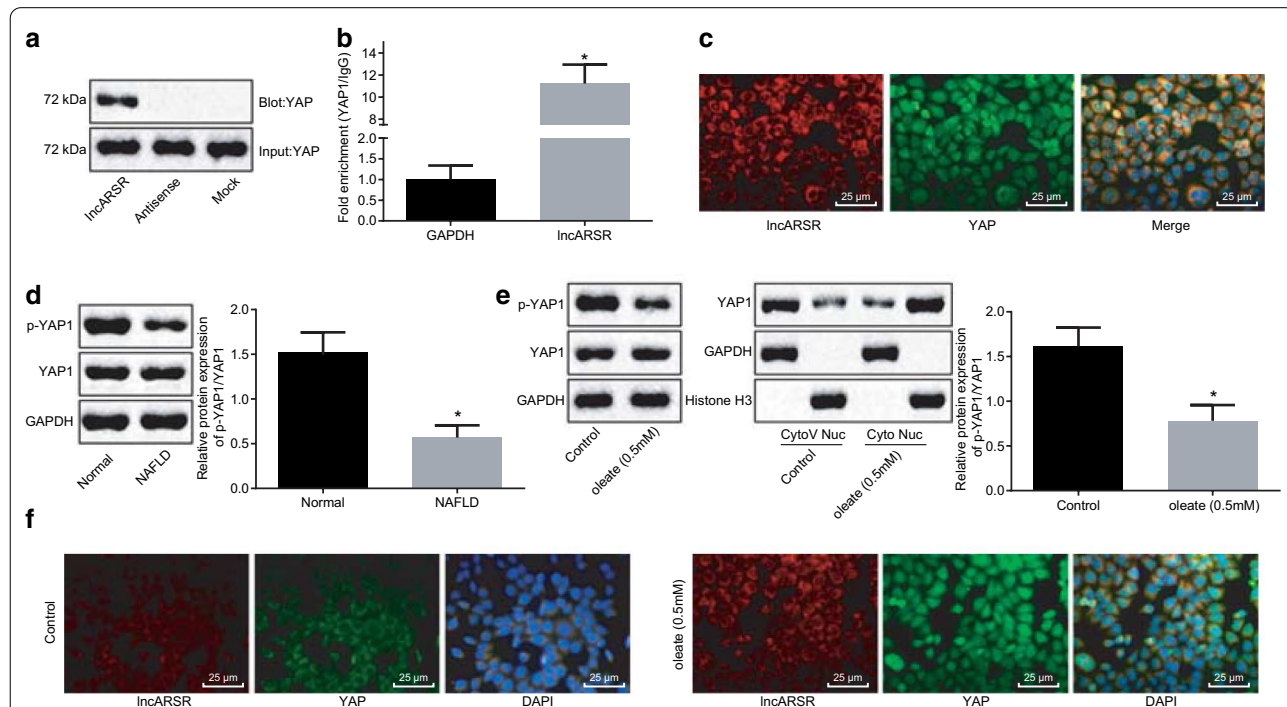 a
72 kDa
Blot:YAP
72 kDa
Input:YAP
lncARSR
Antisense
Mock
b
Fold enrichment (YAP1/IgG)
14
12
10
8
2.0
1.5
1.0
0.5
0.0
*
GAPDH
lncARSR
c
25 µm
25 µm
25 µm
lncARSR
YAP
Merge
d
p-YAP1
YAP1
GAPDH
Normal
NAFLD
Relative protein expression
of p-YAP1/YAP1
2.0
1.5
1.0
0.5
0.0
*
Normal
NAFLD
e
p-YAP1
YAP1
GAPDH
Control
oleate (0.5mM)
YAP1
GAPDH
Histone H3
CytoV Nuc
Cyto Nuc
Control
oleate (0.5mM)
Relative protein expression
of p-YAP1/YAP1
2.0
1.5
1.0
0.5
0.0
*
Control
oleate (0.5mM)
f
Control
25 µm
25 µm
25 µm
lncARSR
YAP
DAPI
oleate (0.5mM)
25 µm
25 µm
25 µm
lncARSR
YAP
DAPI